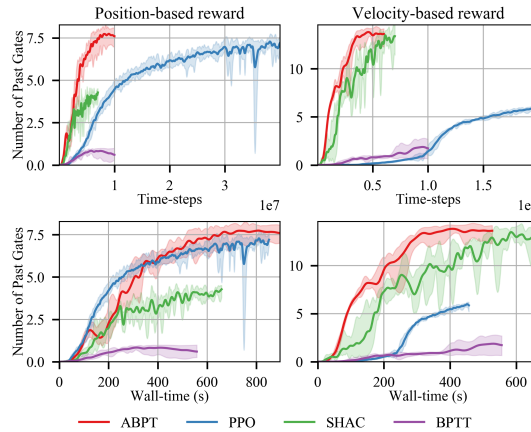 Position-based reward
Velocity-based reward
Number of Past Gates
7.5
5.0
2.5
0.0
1
2
3
Time-steps
1e7
10
5
0
0.5
1.0
1.5
Time-steps
1e
Number of Past Gates
7.5
5.0
2.5
0.0
0
200
400
600
800
Wall-time (s)
10
5
0
0
200
400
600
Wall-time (s)
ABPT
PPO
SHAC
BPTT